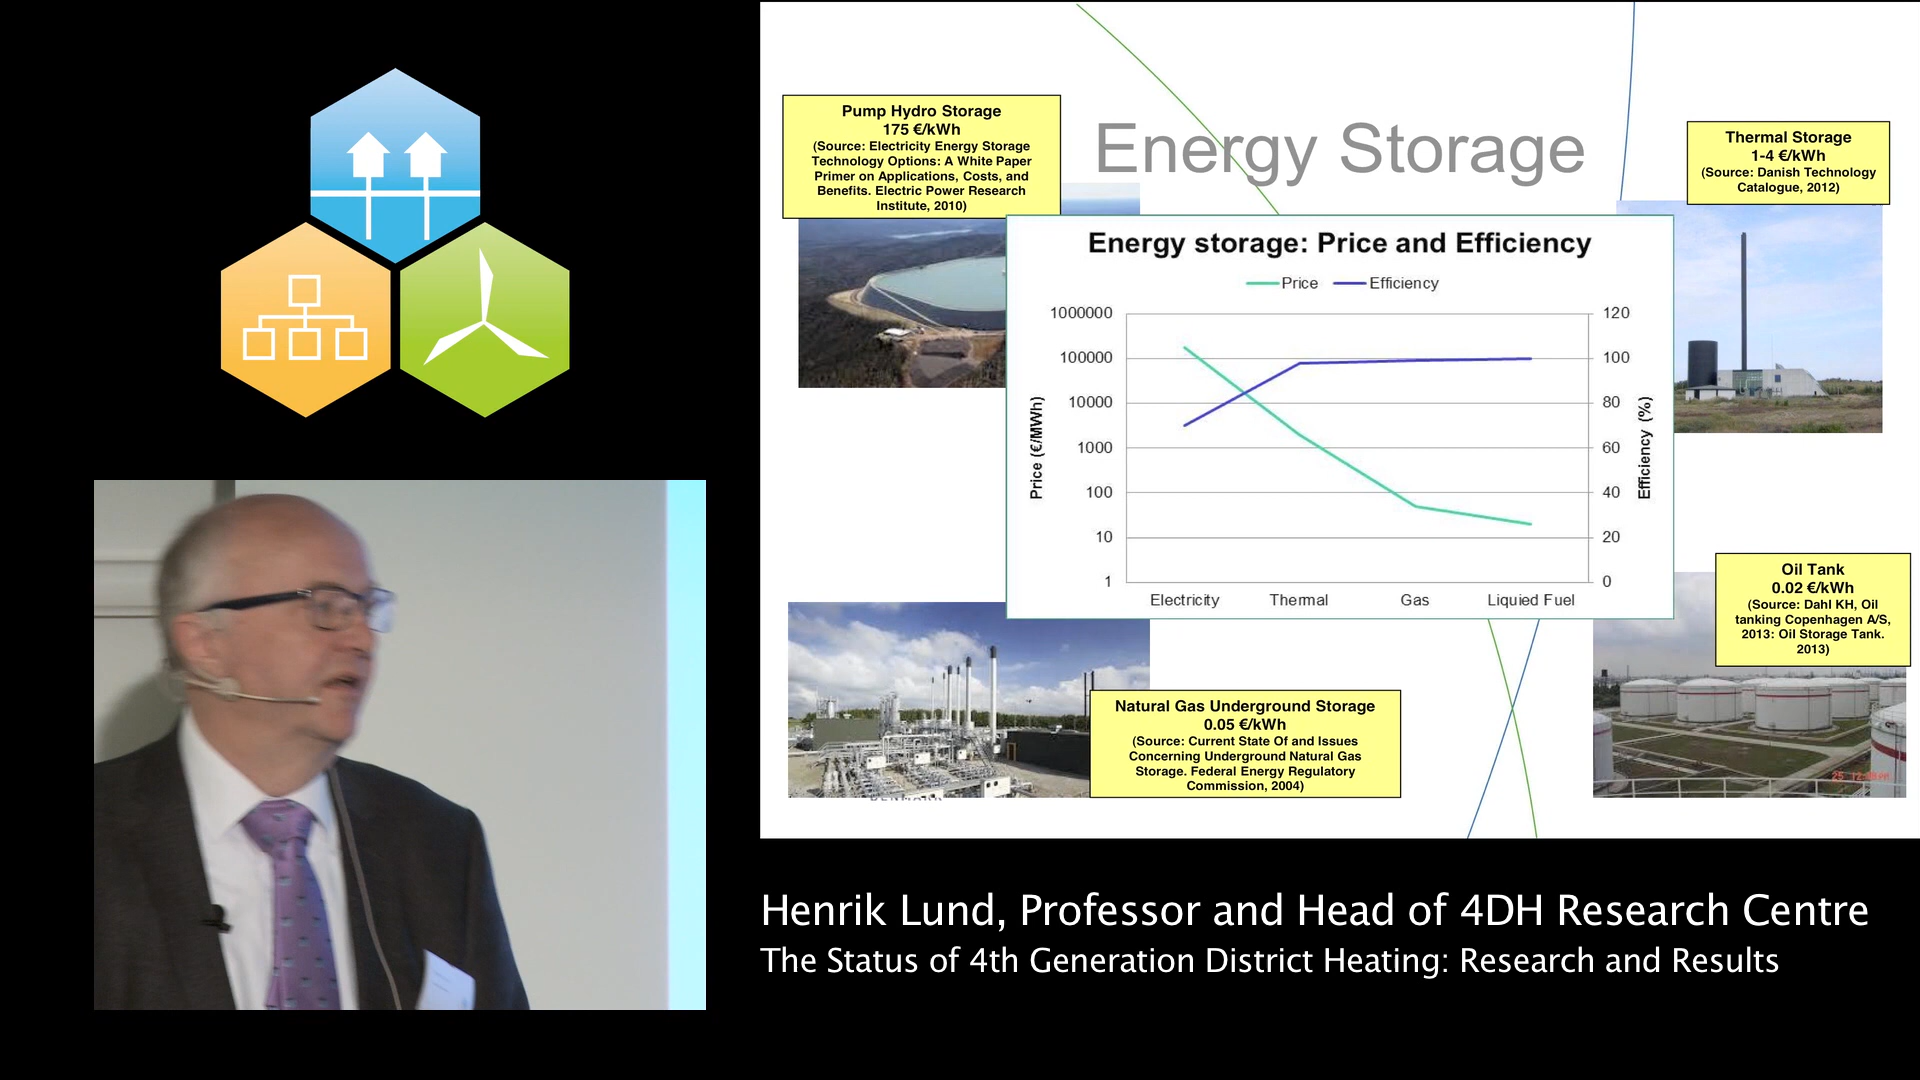 Energy Storage
Pump Hydro Storage
175 €/kWh
(Source: Electricity Energy Storage
Technology Options: A White Paper
Primer on Applications, Costs, and
Benefits. Electric Power Research
Institute, 2010)
Thermal Storage
1-4 €/kWh
(Source: Danish Technology
Catalogue, 2012)
Energy storage: Price and Efficiency
Price Efficiency
1000000
100000
10000
1000
100
10
1
Price (€/MWh)
120
100
80
60
40
20
0
Efficiency (%)
Electricity Thermal Gas Liquied Fuel
Natural Gas Underground Storage
0.05 €/kWh
(Source: Current State Of and Issues
Concerning Underground Natural Gas
Storage. Federal Energy Regulatory
Commission, 2004)
Oil Tank
0.02 €/kWh
(Source: Dahl KH, Oil
tanking Copenhagen A/S,
2013: Oil Storage Tank.
2013)
Henrik Lund, Professor and Head of 4DH Research Centre
The Status of 4th Generation District Heating: Research and Results